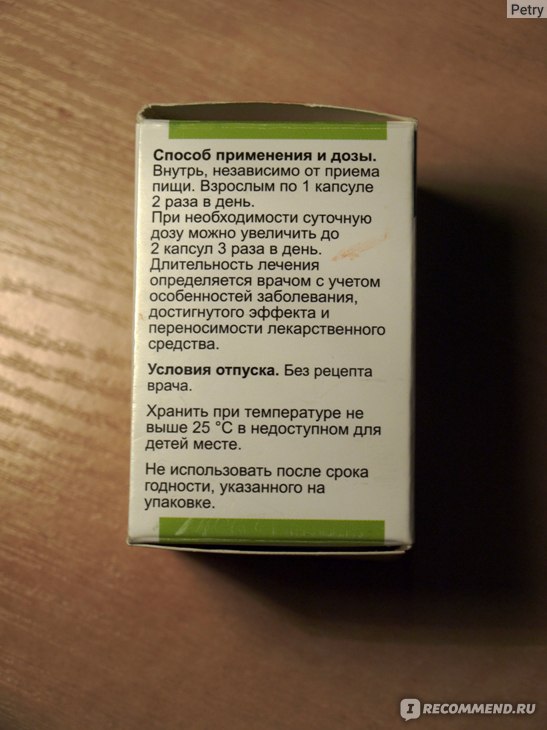 Petry
Способ применения и дозы.
Внутрь, независимо от приема
пищи. Взрослым по 1 капсуле
2 раза в день.
При необходимости суточную
дозу можно увеличить до
2 капсул 3 раза в день.
Длительность лечения
определяется врачом с учетом
особенностей заболевания,
достигнутого эффекта и
переносимости лекарственного
средства.
Условия отпуска. Без рецепта
врача.
Хранить при температуре не
выше 25 °С в недоступном для
детей месте.
Не использовать после срока
годности, указанного на
упаковке.
IRECOMMEND.RU